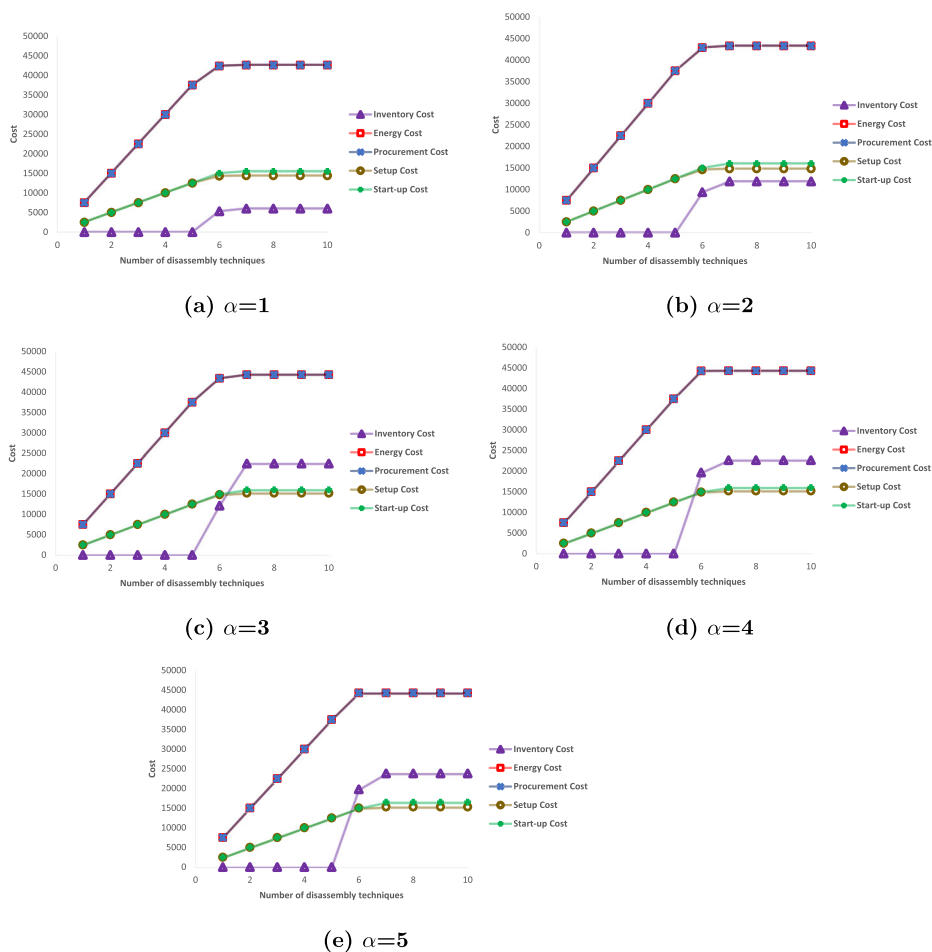 50000
45000
40000
35000
30000
25000
20000
15000
10000
5000
0
Cost
0 2 4 6 8 10
Number of disassembly techniques
Inventory Cost
Energy Cost
Procurement Cost
Setup Cost
Start-up Cost
(a) α=1
50000
45000
40000
35000
30000
25000
20000
15000
10000
5000
0
Cost
0 2 4 6 8 10
Number of disassembly techniques
Inventory Cost
Energy Cost
Procurement Cost
Setup Cost
Start-up Cost
(b) α=2
50000
45000
40000
35000
30000
25000
20000
15000
10000
5000
0
Cost
0 2 4 6 8 10
Number of disassembly techniques
Inventory Cost
Energy Cost
Procurement Cost
Setup Cost
Start-up Cost
(c) α=3
50000
45000
40000
35000
30000
25000
20000
15000
10000
5000
0
Cost
0 2 4 6 8 10
Number of disassembly techniques
Inventory Cost
Energy Cost
Procurement Cost
Setup Cost
Start-up Cost
(d) α=4
50000
45000
40000
35000
30000
25000
20000
15000
10000
5000
0
Cost
0 2 4 6 8 10
Number of disassembly techniques
Inventory Cost
Energy Cost
Procurement Cost
Setup Cost
Start-up Cost
(e) α=5